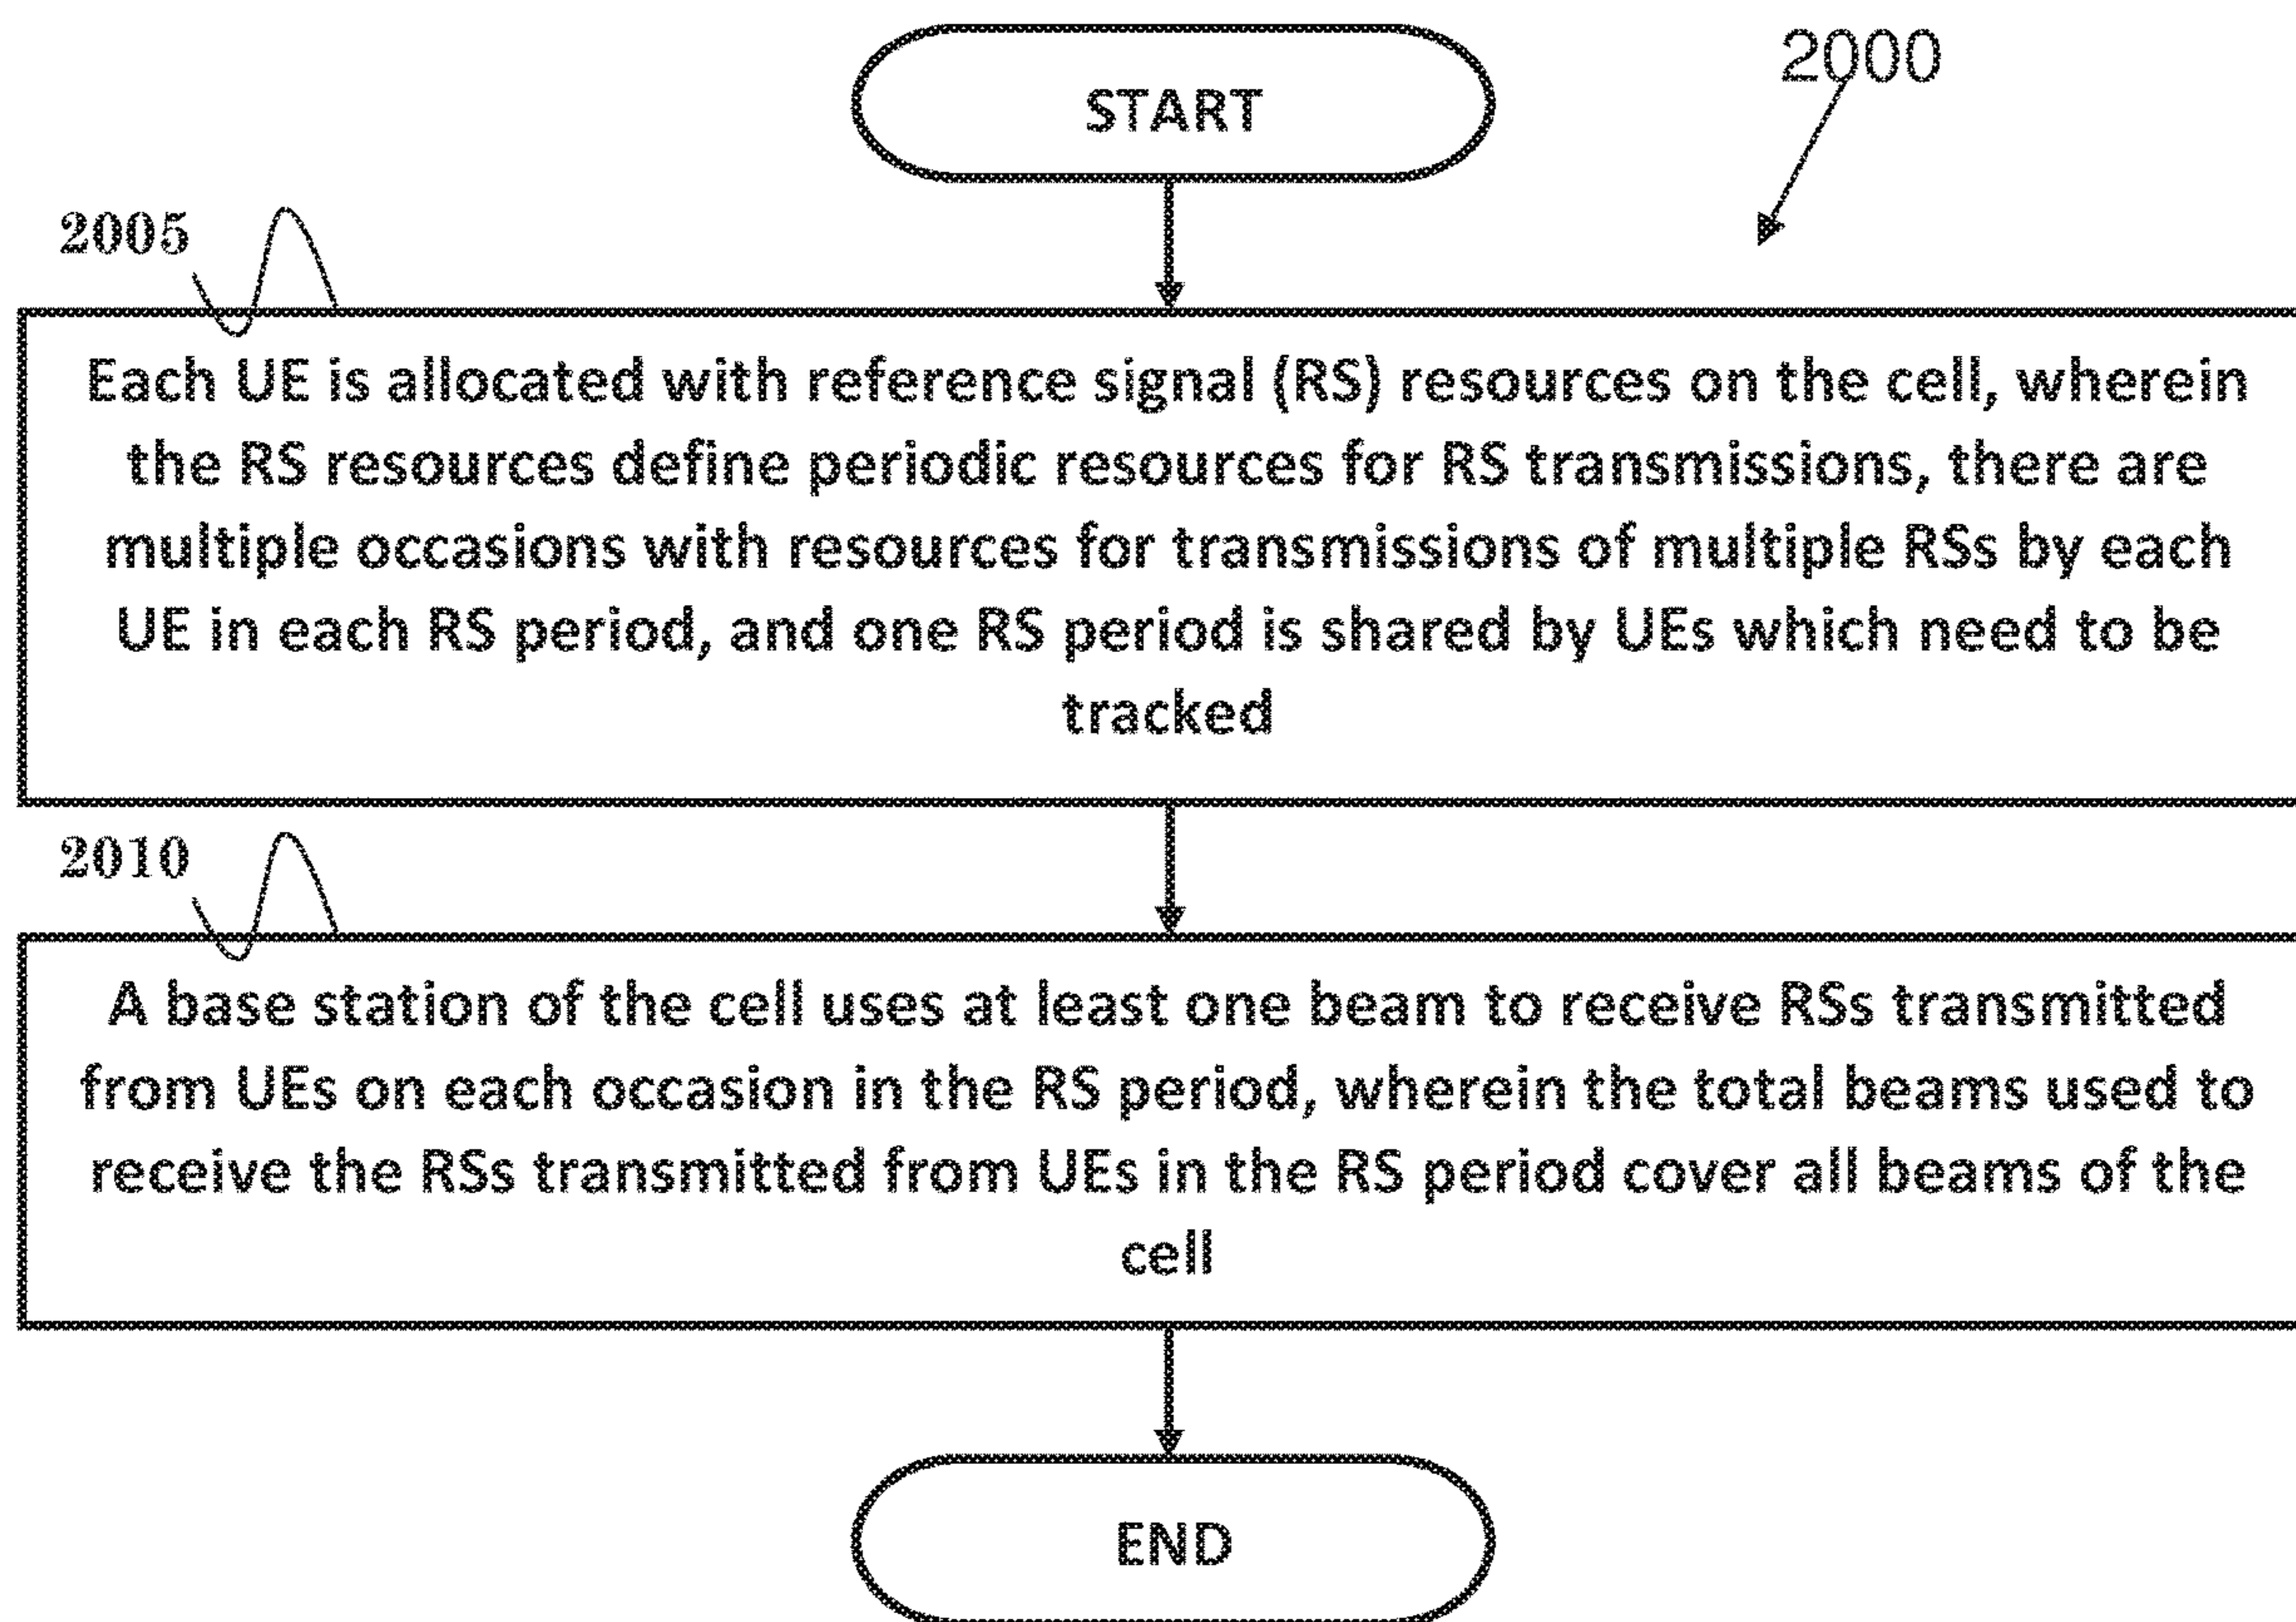 START
2000
2005
Each UE is allocated with reference signal (RS) resources on the cell, wherein
the RS resources define periodic resources for RS transmissions, there are
multiple occasions with resources for transmissions of multiple RSs by each
UE in each RS period, and one RS period is shared by UEs which need to be
tracked
2010
A base station of the cell uses at least one beam to receive RSs transmitted
from UEs on each occasion in the RS period, wherein the total beams used to
receive the RSs transmitted from UEs in the RS period cover all beams of the
cell
END